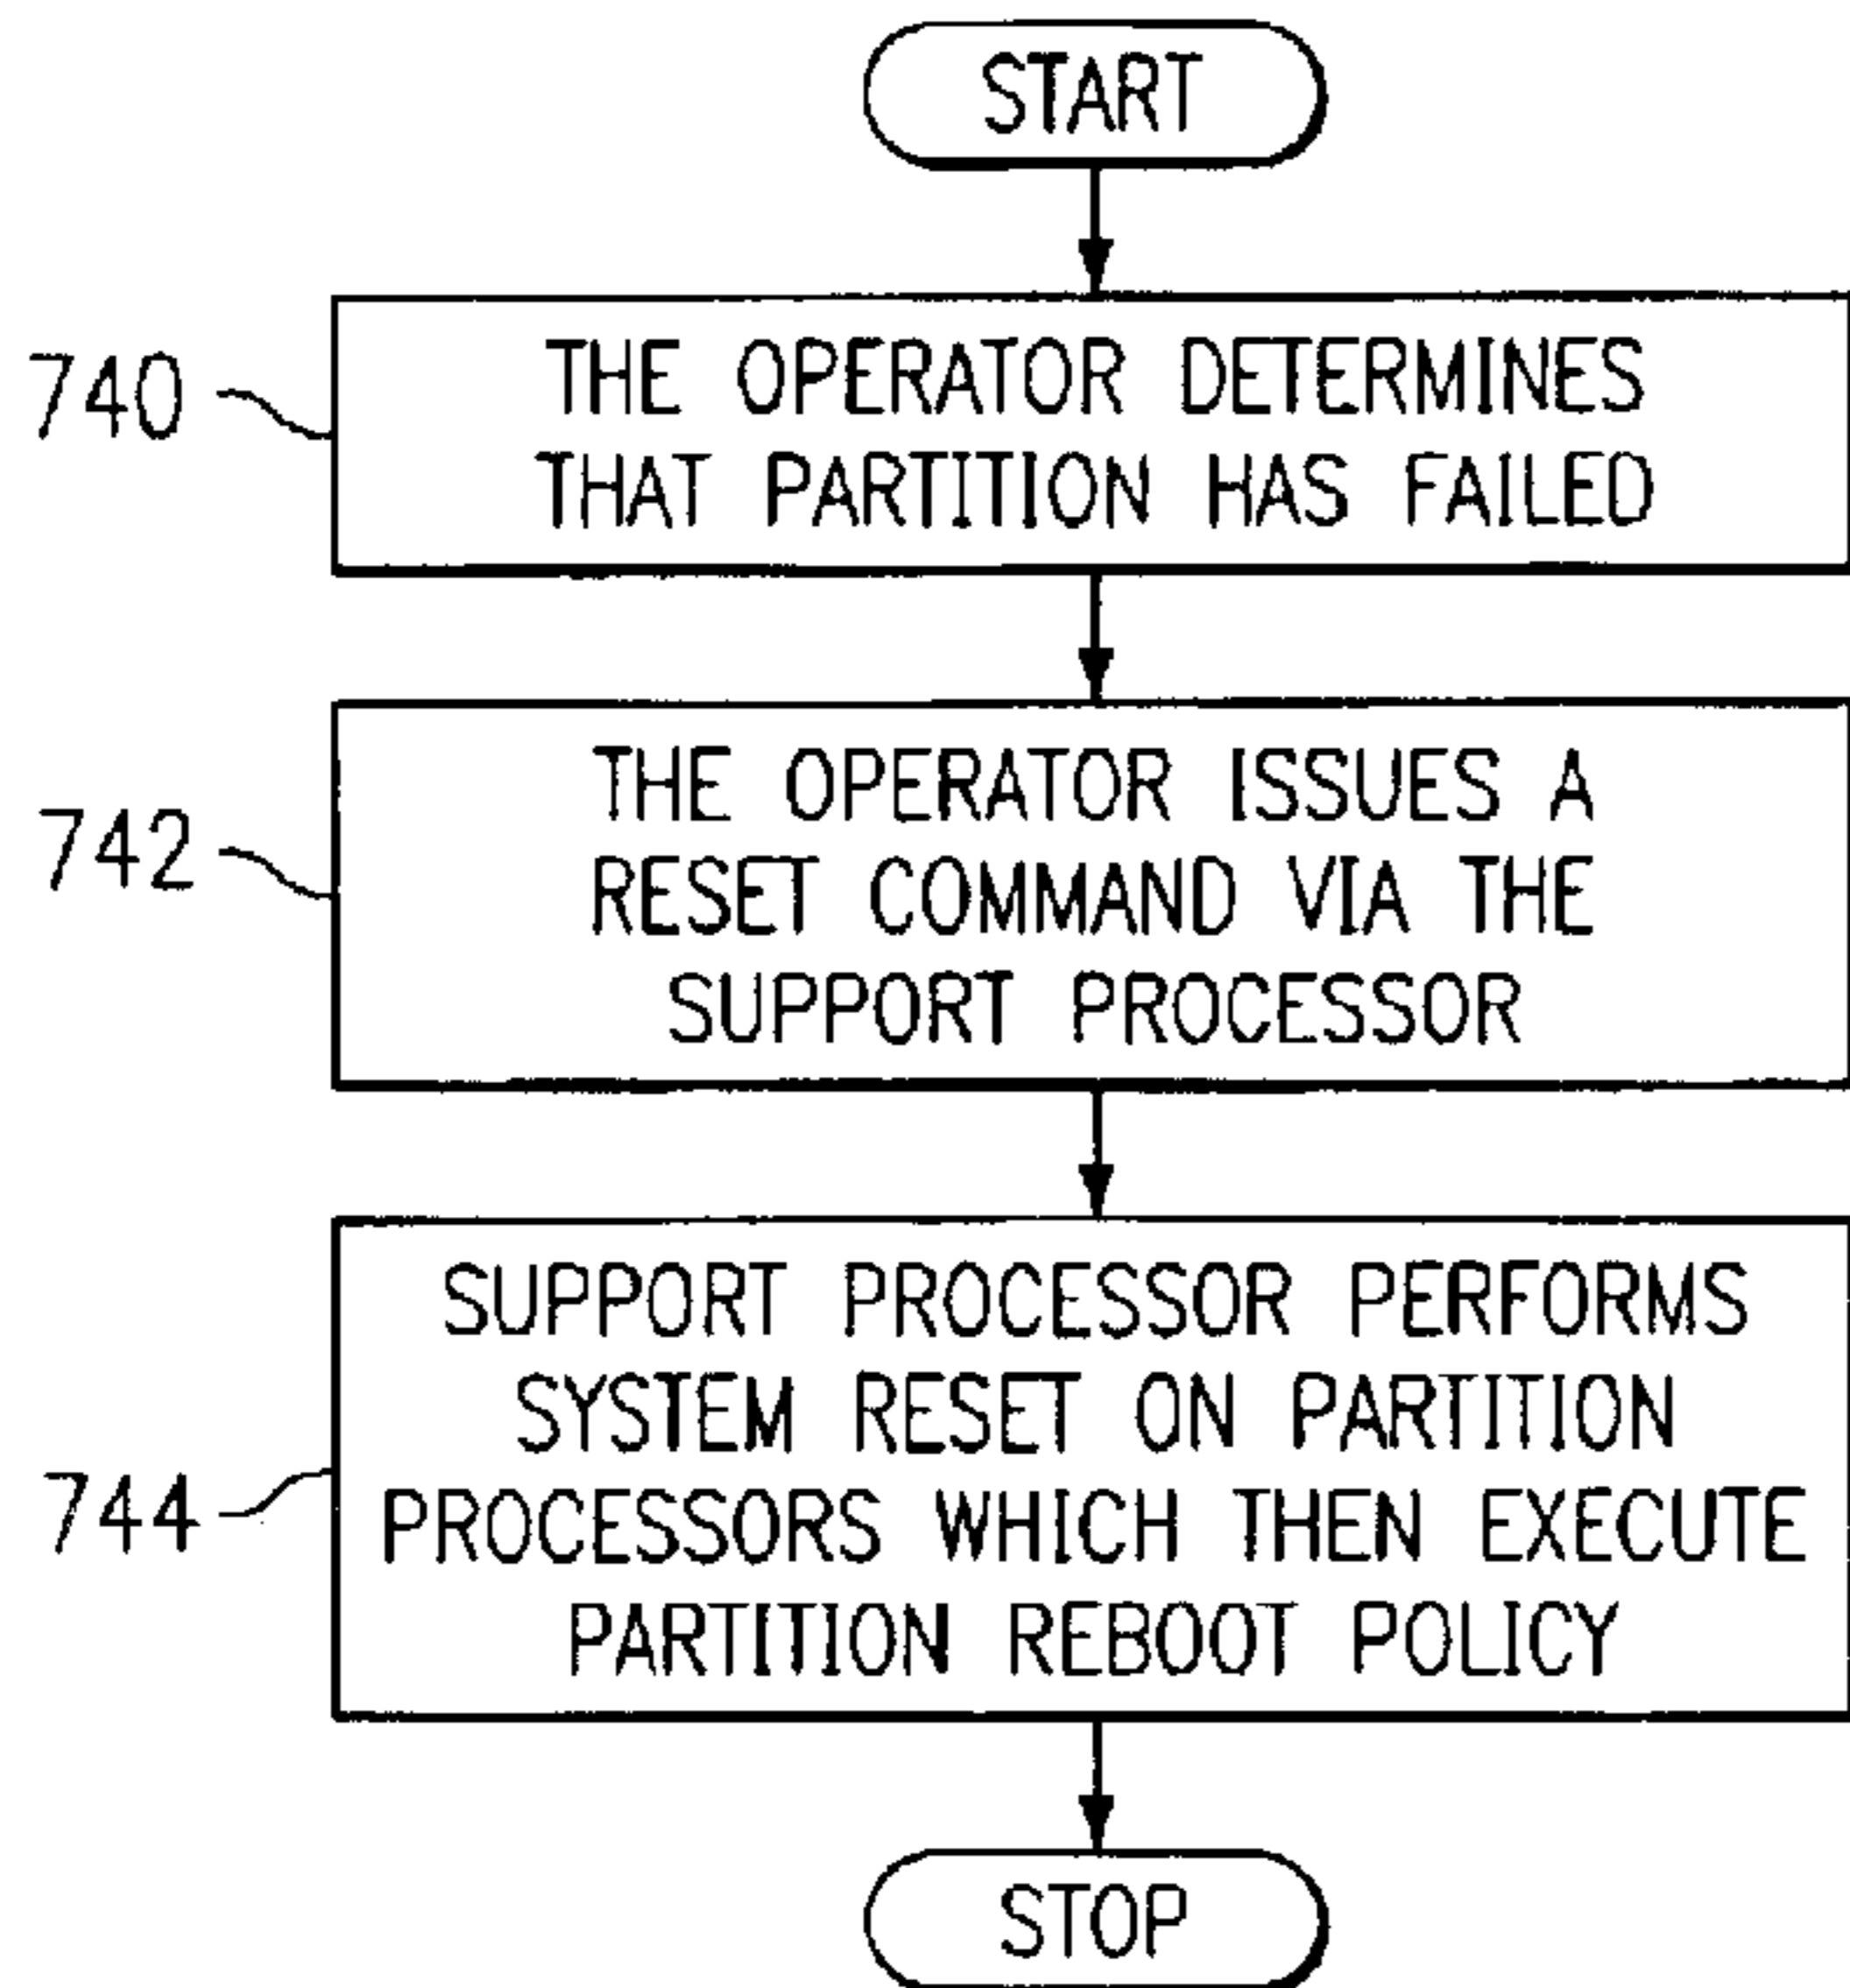 START
740
THE OPERATOR DETERMINES
THAT PARTITION HAS FAILED
742
THE OPERATOR ISSUES A
RESET COMMAND VIA THE
SUPPORT PROCESSOR
744
SUPPORT PROCESSOR PERFORMS
SYSTEM RESET ON PARTITION
PROCESSORS WHICH THEN EXECUTE
PARTITION REBOOT POLICY
STOP